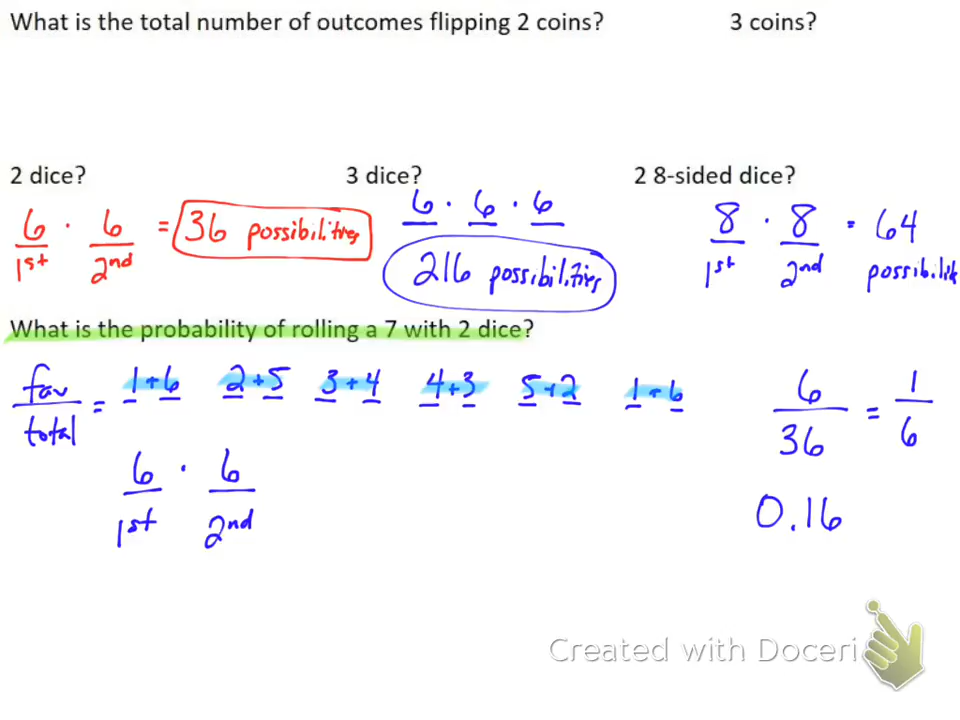 What is the total number of outcomes flipping 2 coins? 3 coins?
2 dice? 3 dice? 2 8-sided dice?
6 · 6 = 36 possibilities
1st 2nd
6 · 6 · 6
216 possibilities
8 · 8 = 64
1st 2nd possibilit
What is the probability of rolling a 7 with 2 dice?
fav/total = 1+6 2+5 3+4 4+3 5+2 1+6 6/36 = 1/6
6 · 6
1st 2nd
0.16
Created with Doceri